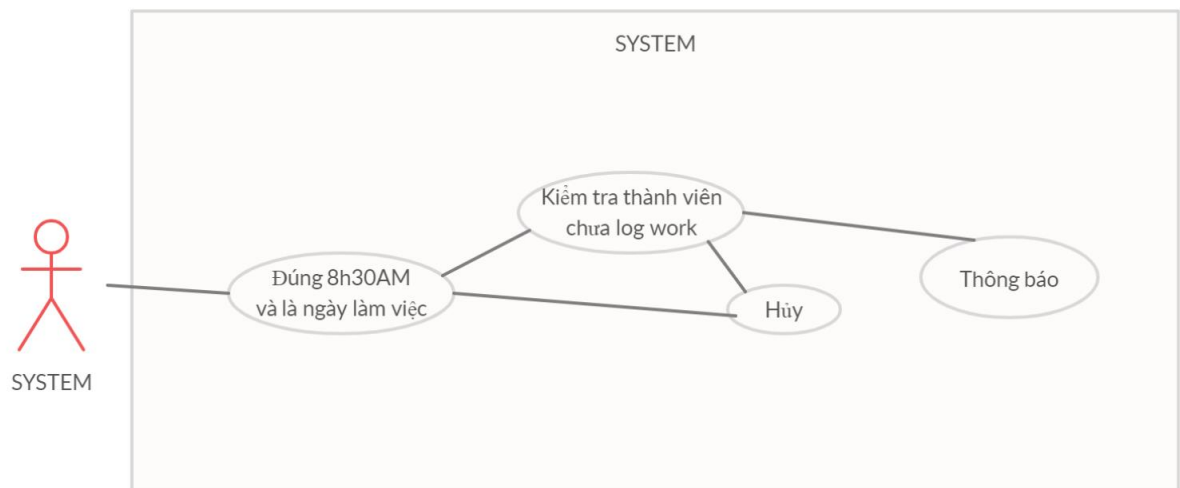 SYSTEM
Kiểm tra thành viên
chưa log work
Đúng 8h30AM
và là ngày làm việc
Thông báo
Hủy
SYSTEM